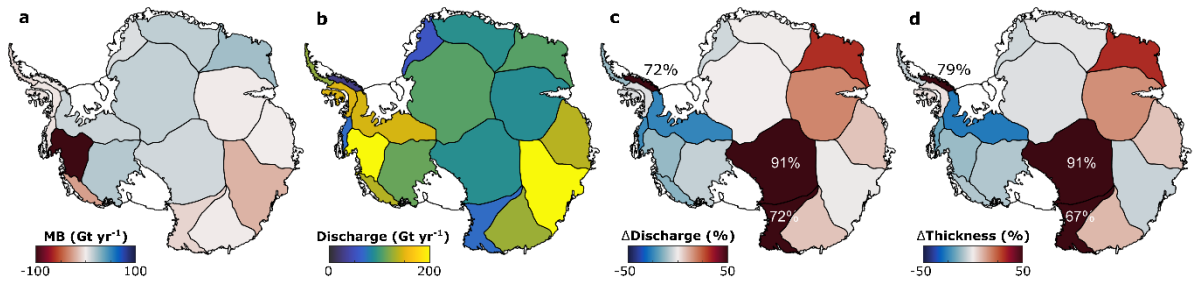 a
MB (Gt yr⁻¹)
-100 0 100
b
Discharge (Gt yr⁻¹)
0 200
c
72%
91%
72%
ΔDischarge (%)
-50 50
d
79%
91%
67%
ΔThickness (%)
-50 50